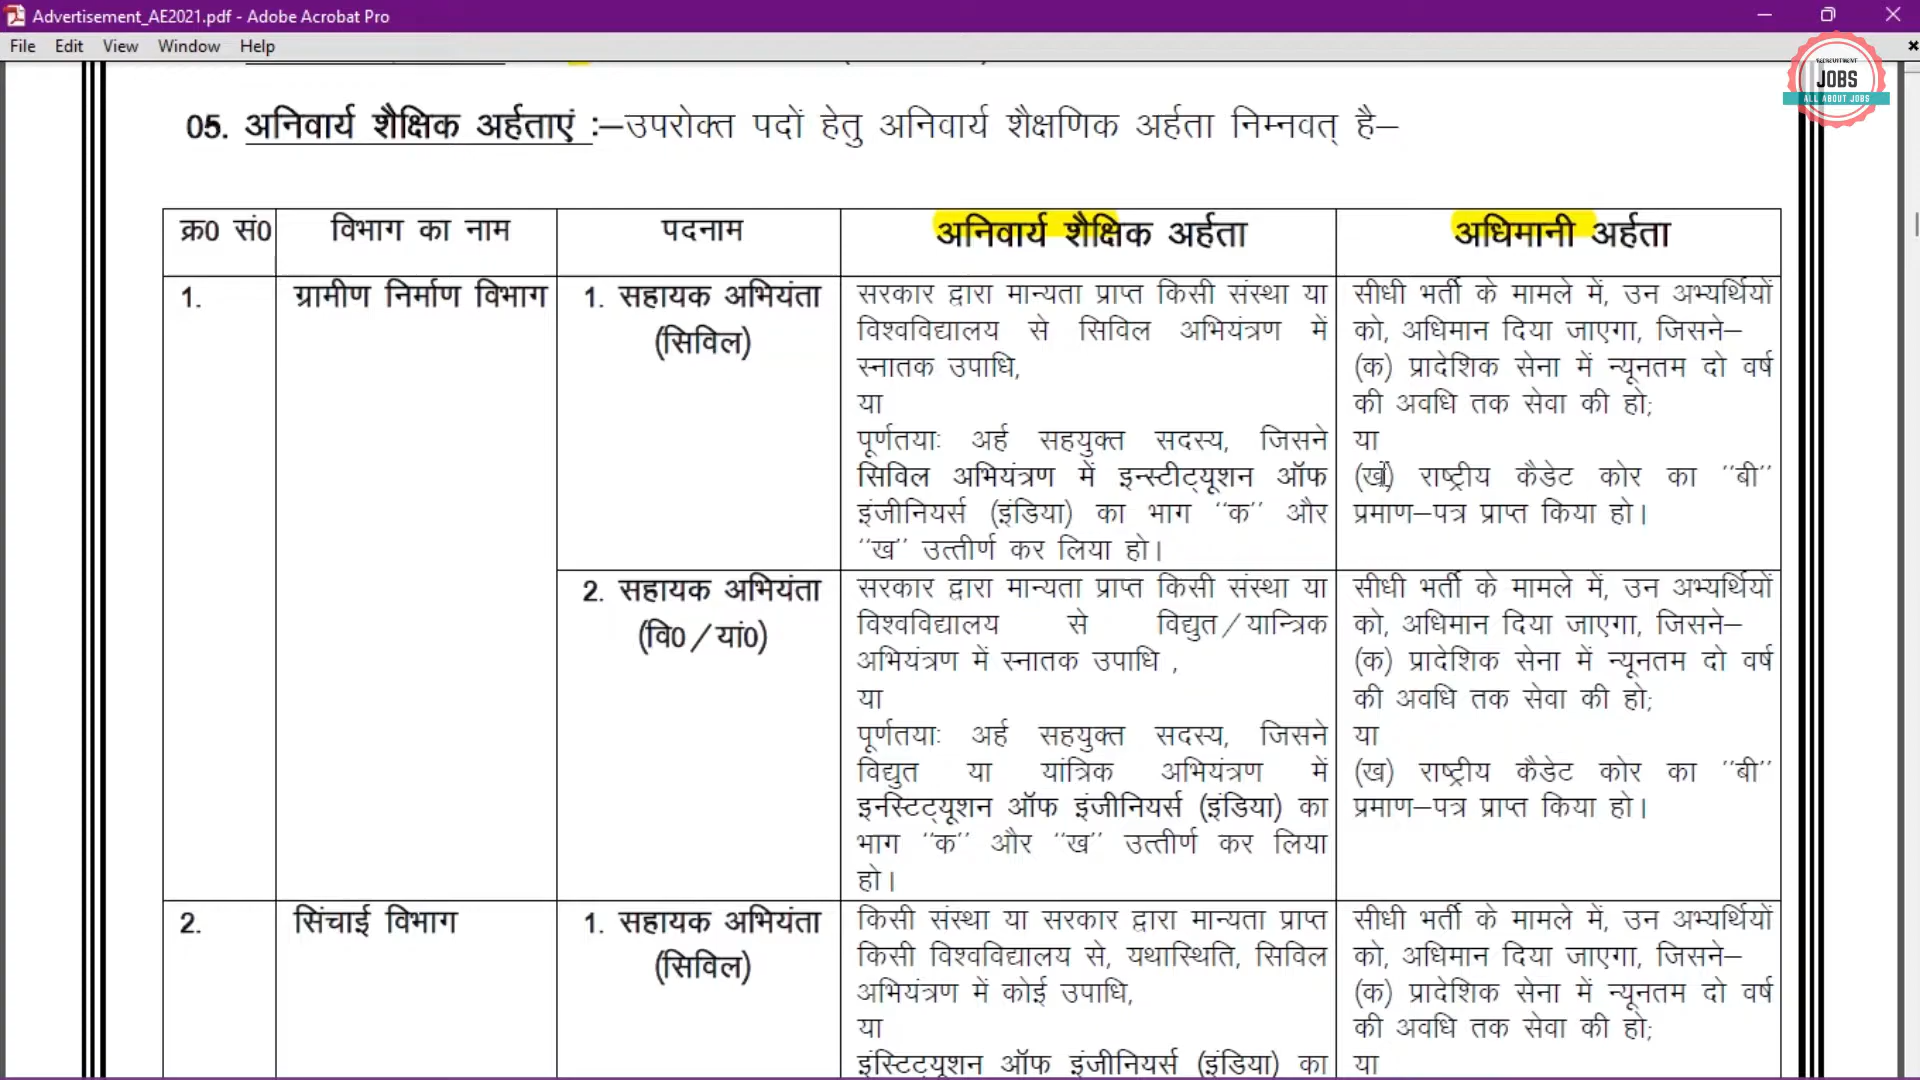 Advertisement_AE2021.pdf - Adobe Acrobat Pro
File Edit View Window Help
RECRUITMENT
JOBS
ALL ABOUT JOBS
05. अनिवार्य शैक्षिक अर्हताएं :–उपरोक्त पदों हेतु अनिवार्य शैक्षणिक अर्हता निम्नवत् है–
क्र0 सं0
विभाग का नाम
पदनाम
अनिवार्य शैक्षिक अर्हता
अधिमानी अर्हता
1.
ग्रामीण निर्माण विभाग
1. सहायक अभियंता
(सिविल)
सरकार द्वारा मान्यता प्राप्त किसी संस्था या
विश्वविद्यालय से सिविल अभियंत्रण में
स्नातक उपाधि,
या
पूर्णतयाः अर्ह सहयुक्त सदस्य, जिसने
सिविल अभियंत्रण में इन्स्टीट्यूशन ऑफ
इंजीनियर्स (इंडिया) का भाग ''क'' और
''ख'' उत्तीर्ण कर लिया हो।
सीधी भर्ती के मामले में, उन अभ्यर्थियों
को, अधिमान दिया जाएगा, जिसने–
(क) प्रादेशिक सेना में न्यूनतम दो वर्ष
की अवधि तक सेवा की हो;
या
(ख) राष्ट्रीय कैडेट कोर का ''बी''
प्रमाण–पत्र प्राप्त किया हो।
2. सहायक अभियंता
(वि0/यां0)
सरकार द्वारा मान्यता प्राप्त किसी संस्था या
विश्वविद्यालय से विद्युत/यान्त्रिक
अभियंत्रण में स्नातक उपाधि ,
या
पूर्णतयाः अर्ह सहयुक्त सदस्य, जिसने
विद्युत या यांत्रिक अभियंत्रण में
इनस्टिट्यूशन ऑफ इंजीनियर्स (इंडिया) का
भाग ''क'' और ''ख'' उत्तीर्ण कर लिया
हो।
सीधी भर्ती के मामले में, उन अभ्यर्थियों
को, अधिमान दिया जाएगा, जिसने–
(क) प्रादेशिक सेना में न्यूनतम दो वर्ष
की अवधि तक सेवा की हो;
या
(ख) राष्ट्रीय कैडेट कोर का ''बी''
प्रमाण–पत्र प्राप्त किया हो।
2.
सिंचाई विभाग
1. सहायक अभियंता
(सिविल)
किसी संस्था या सरकार द्वारा मान्यता प्राप्त
किसी विश्वविद्यालय से, यथास्थिति, सिविल
अभियंत्रण में कोई उपाधि,
या
इंस्टिट्यूशन ऑफ इंजीनियर्स (इंडिया) का
सीधी भर्ती के मामले में, उन अभ्यर्थियों
को, अधिमान दिया जाएगा, जिसने–
(क) प्रादेशिक सेना में न्यूनतम दो वर्ष
की अवधि तक सेवा की हो;
या